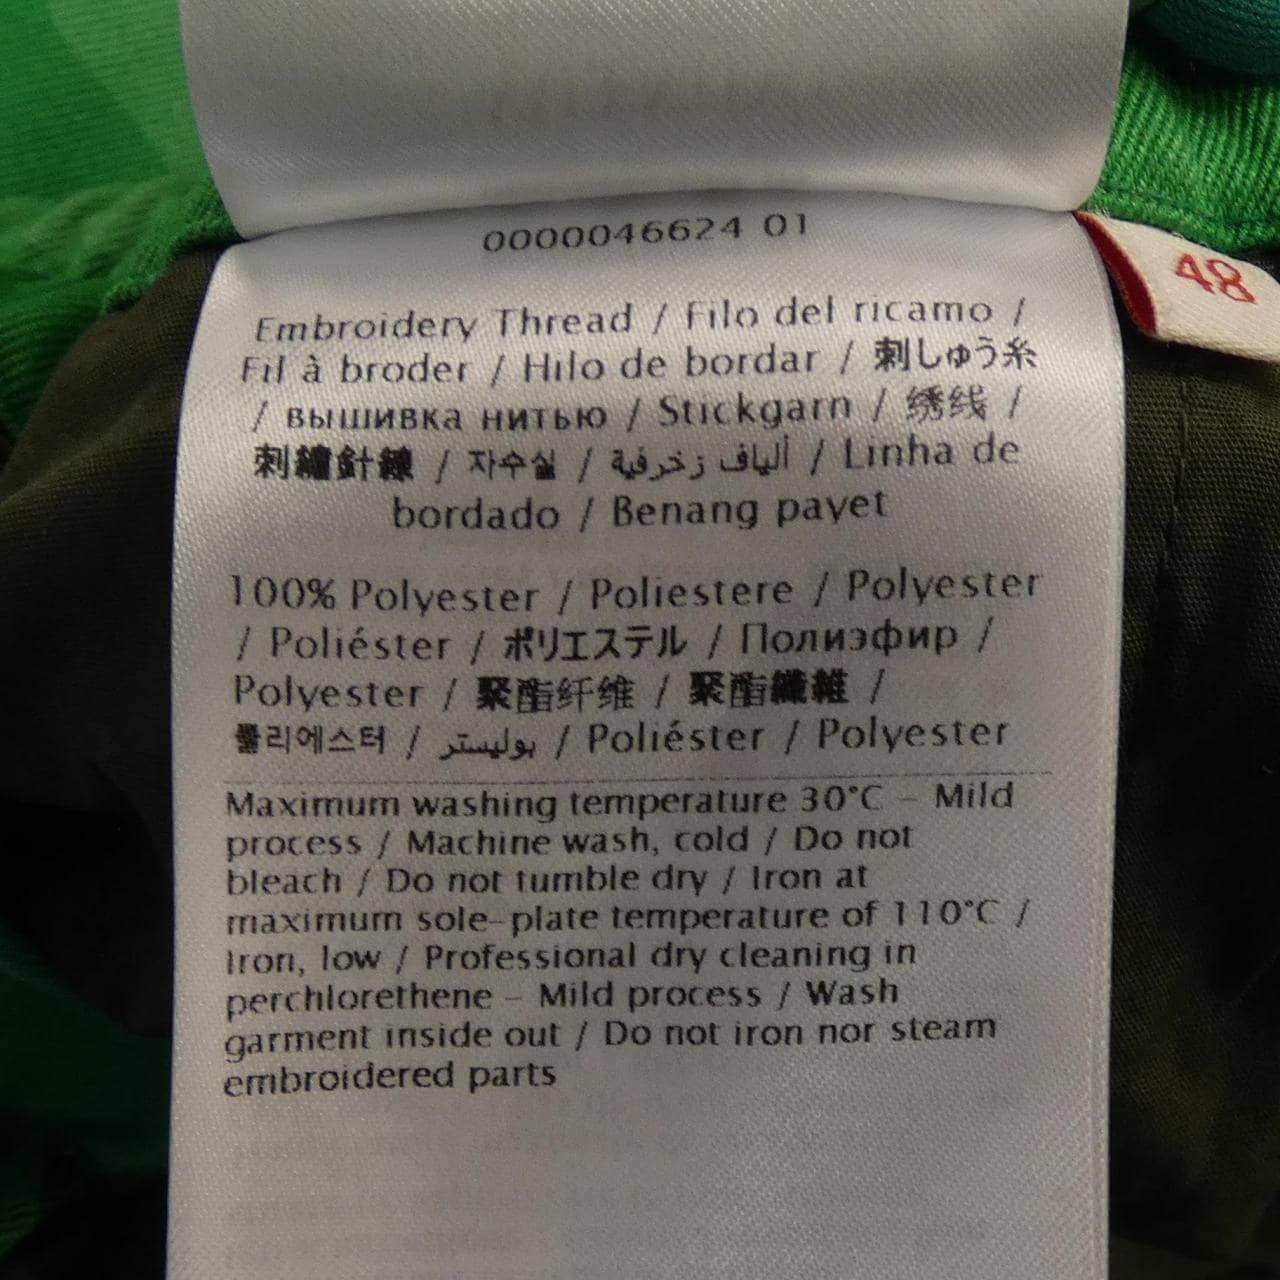 0000046624 01
48
Embroidery Thread / Filo del ricamo /
Fil à broder / Hilo de bordar / 刺しゅう糸
/ вышивка нитью / Stickgarn / 绣线 /
刺繡針線 / 자수실 / ألياف زخرفية / Linha de
bordado / Benang payet
100% Polyester / Poliestere / Polyester
/ Poliéster / ポリエステル / Полиэфир /
Polyester / 聚酯纤维 / 聚酯纖維 /
폴리에스터 / بوليستر / Poliéster / Polyester
Maximum washing temperature 30°C - Mild
process / Machine wash, cold / Do not
bleach / Do not tumble dry / Iron at
maximum sole-plate temperature of 110°C /
Iron, low / Professional dry cleaning in
perchlorethene - Mild process / Wash
garment inside out / Do not iron nor steam
embroidered parts